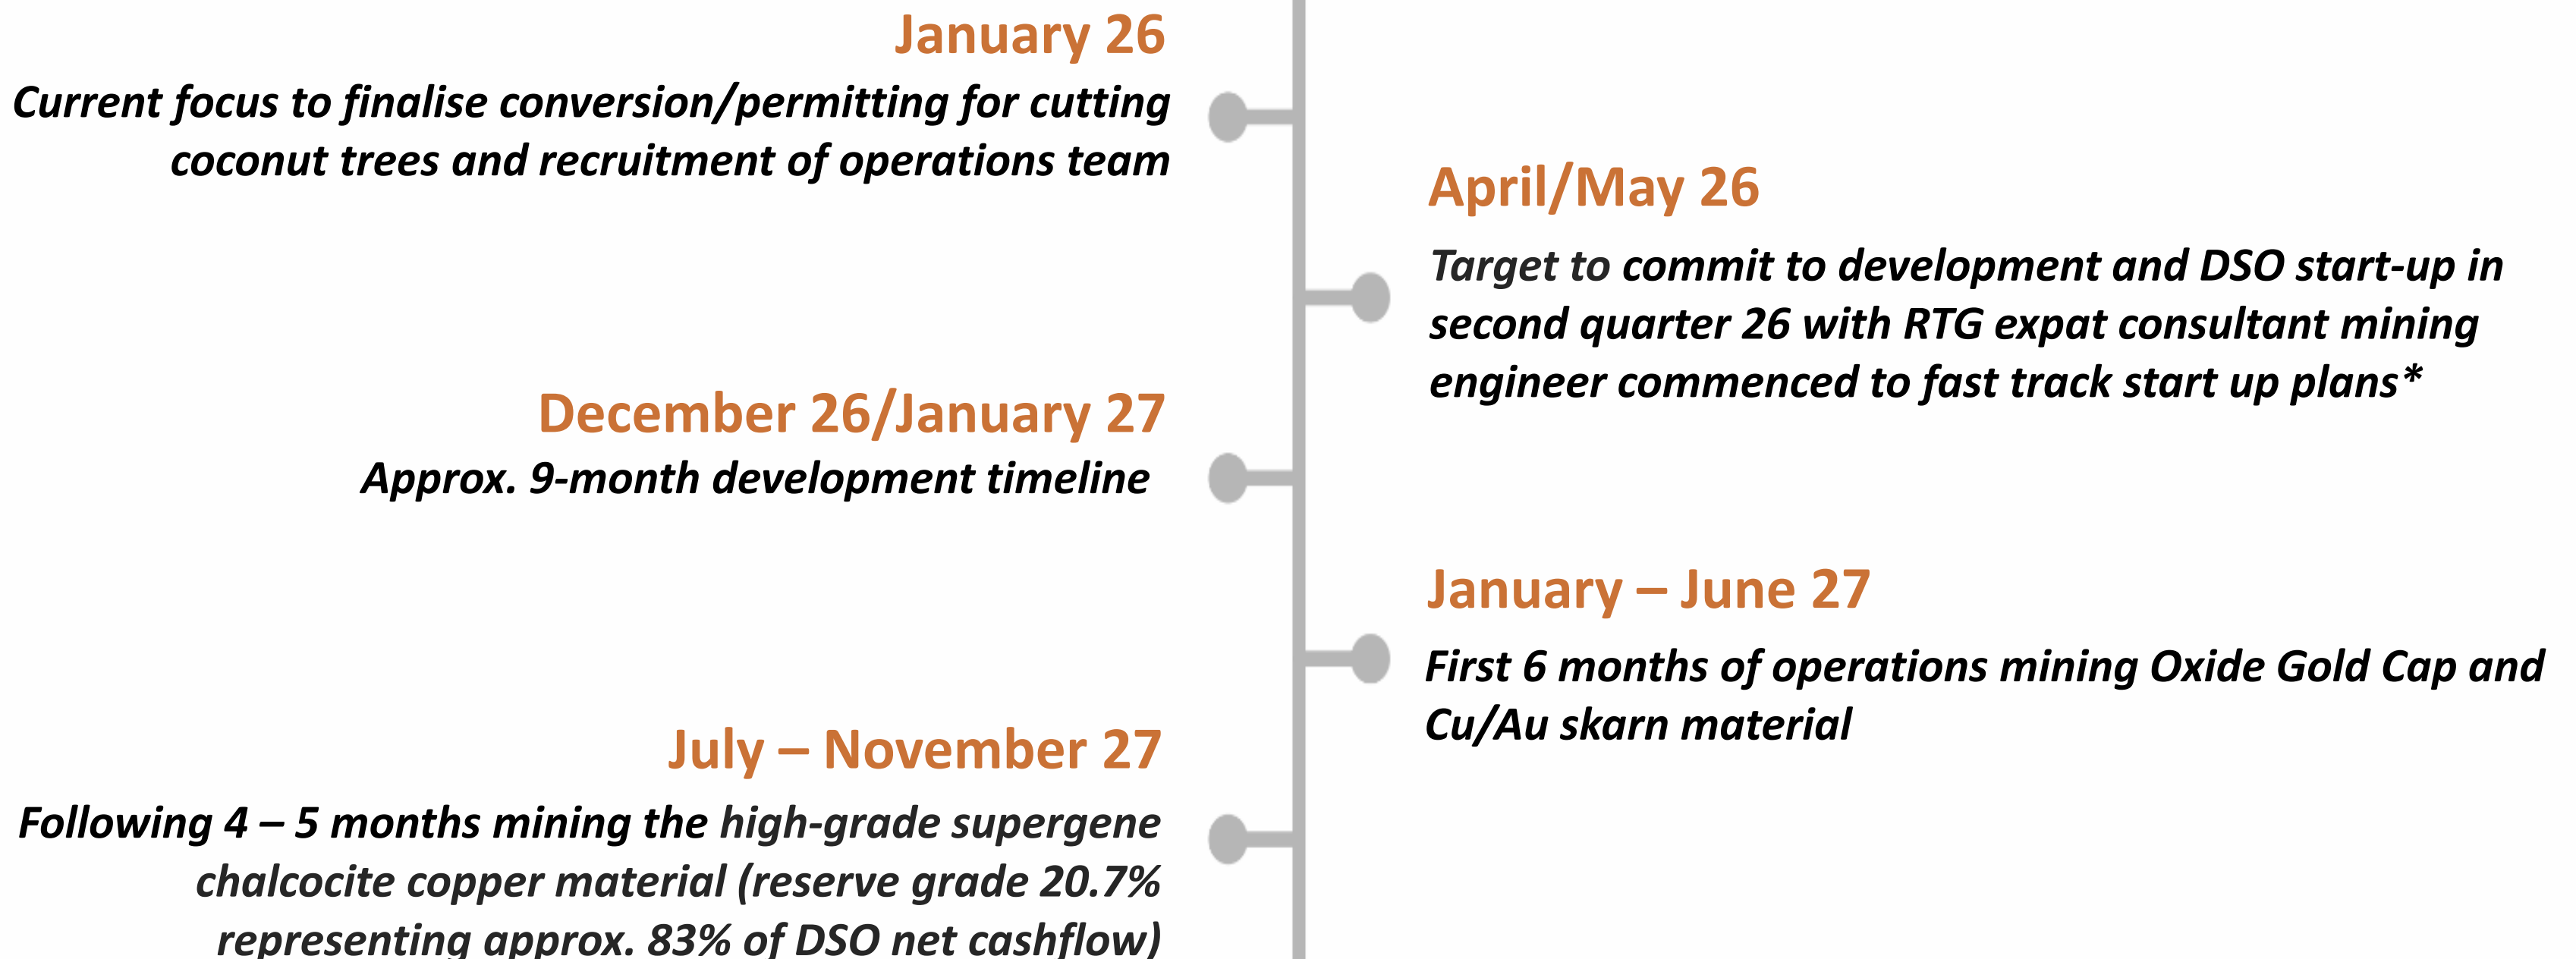 January 26
Current focus to finalise conversion/permitting for cutting
coconut trees and recruitment of operations team
April/May 26
Target to commit to development and DSO start-up in
second quarter 26 with RTG expat consultant mining
engineer commenced to fast track start up plans*
December 26/January 27
Approx. 9-month development timeline
January – June 27
First 6 months of operations mining Oxide Gold Cap and
Cu/Au skarn material
July – November 27
Following 4 – 5 months mining the high-grade supergene
chalcocite copper material (reserve grade 20.7%
representing approx. 83% of DSO net cashflow)